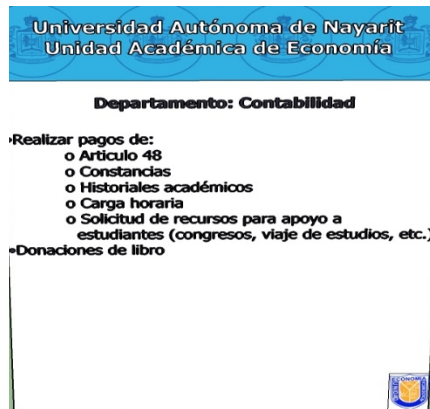 Universidad Autónoma de Nayarit
Unidad Académica de Economía
Departamento: Contabilidad
•Realizar pagos de:
o Articulo 48
o Constancias
o Historiales académicos
o Carga horaria
o Solicitud de recursos para apoyo a
estudiantes (congresos, viaje de estudios, etc.)
•Donaciones de libro
ECONOMIA